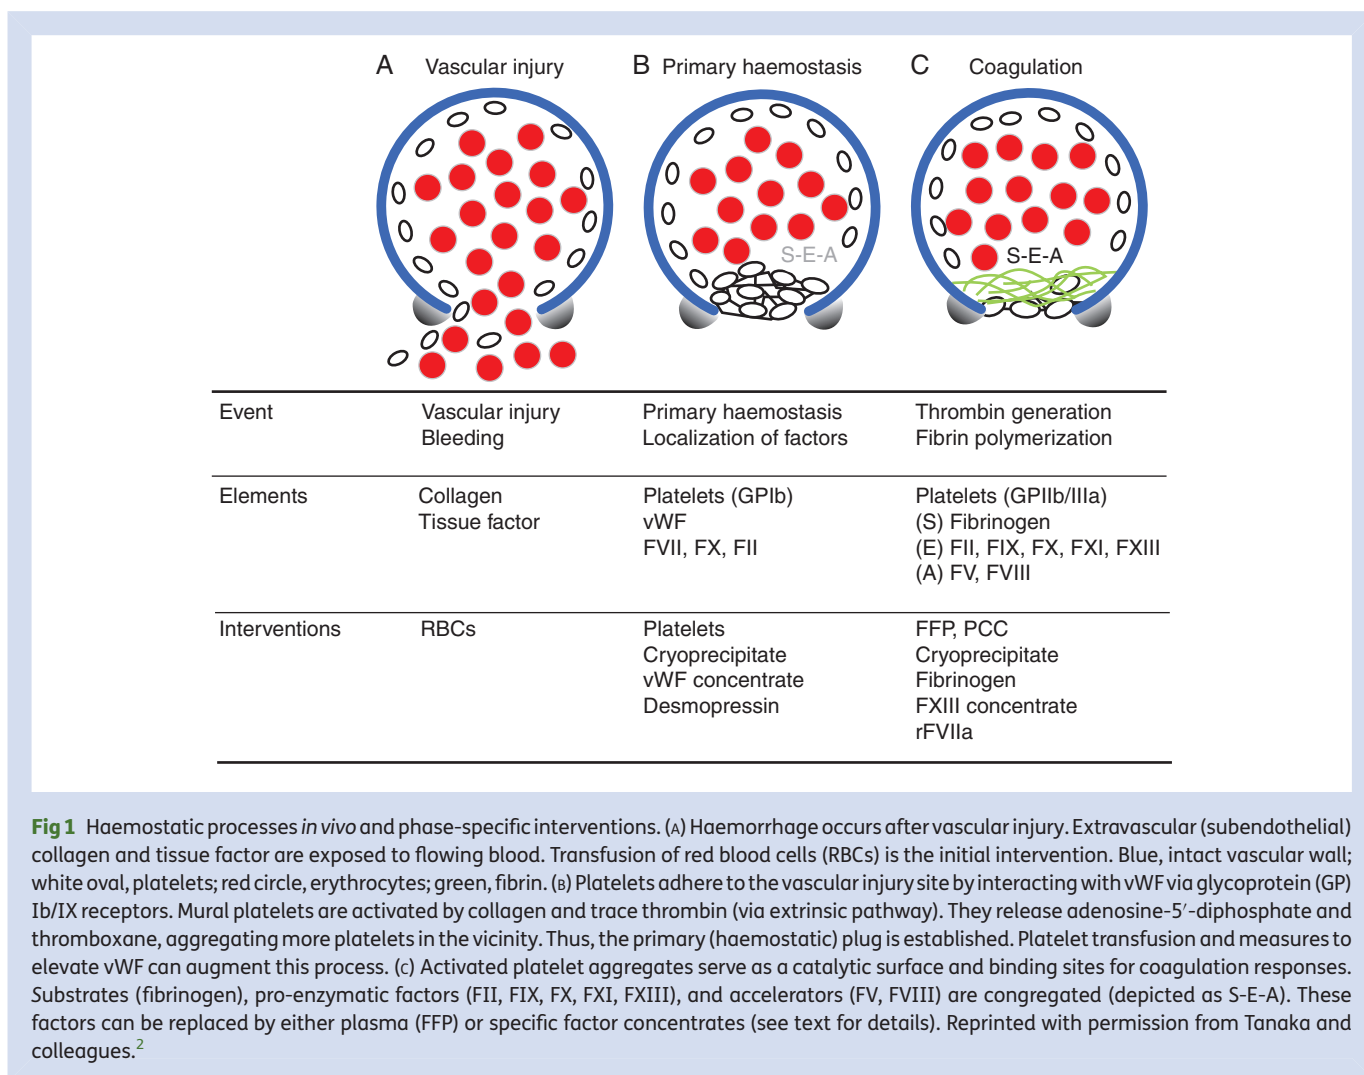 A Vascular injury
B Primary haemostasis
C Coagulation
S-E-A
S-E-A
Event
Vascular injury
Bleeding
Primary haemostasis
Localization of factors
Thrombin generation
Fibrin polymerization
Elements
Collagen
Tissue factor
Platelets (GPIb)
vWF
FVII, FX, FII
Platelets (GPIIb/IIIa)
(S) Fibrinogen
(E) FII, FIX, FX, FXI, FXIII
(A) FV, FVIII
Interventions
RBCs
Platelets
Cryoprecipitate
vWF concentrate
Desmopressin
FFP, PCC
Cryoprecipitate
Fibrinogen
FXIII concentrate
rFVIIa
Fig 1 Haemostatic processes in vivo and phase-specific interventions. (A) Haemorrhage occurs after vascular injury. Extravascular (subendothelial)
collagen and tissue factor are exposed to flowing blood. Transfusion of red blood cells (RBCs) is the initial intervention. Blue, intact vascular wall;
white oval, platelets; red circle, erythrocytes; green, fibrin. (B) Platelets adhere to the vascular injury site by interacting with vWF via glycoprotein (GP)
Ib/IX receptors. Mural platelets are activated by collagen and trace thrombin (via extrinsic pathway). They release adenosine-5′-diphosphate and
thromboxane, aggregating more platelets in the vicinity. Thus, the primary (haemostatic) plug is established. Platelet transfusion and measures to
elevate vWF can augment this process. (C) Activated platelet aggregates serve as a catalytic surface and binding sites for coagulation responses.
Substrates (fibrinogen), pro-enzymatic factors (FII, FIX, FX, FXI, FXIII), and accelerators (FV, FVIII) are congregated (depicted as S-E-A). These
factors can be replaced by either plasma (FFP) or specific factor concentrates (see text for details). Reprinted with permission from Tanaka and
colleagues.2